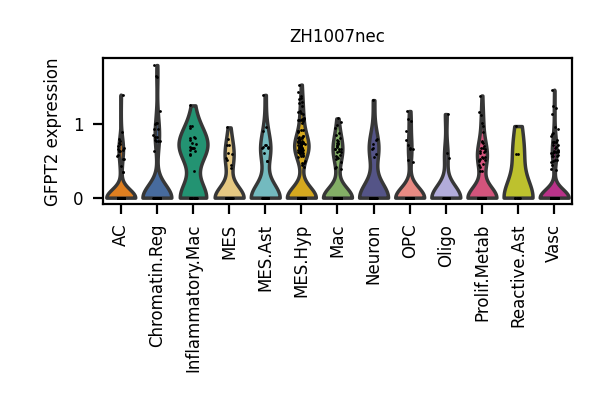 ZH1007nec
GFPT2 expression
1
0
AC
Chromatin.Reg
Inflammatory.Mac
MES
MES.Ast
MES.Hyp
Mac
Neuron
OPC
Oligo
Prolif.Metab
Reactive.Ast
Vasc